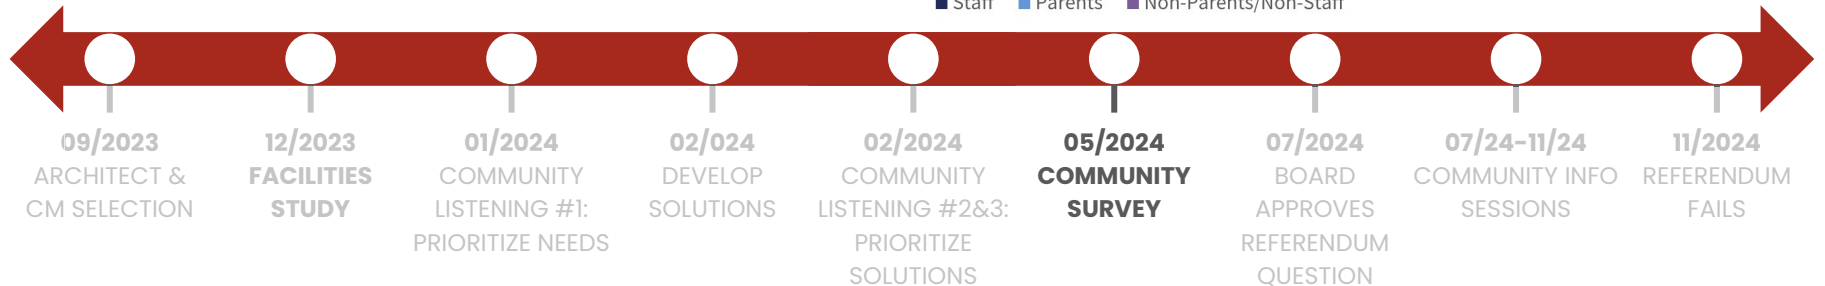 Staff Parents Non-Parents/Non-Staff
09/2023
ARCHITECT &
CM SELECTION
12/2023
FACILITIES
STUDY
01/2024
COMMUNITY
LISTENING #1:
PRIORITIZE NEEDS
02/024
DEVELOP
SOLUTIONS
02/2024
COMMUNITY
LISTENING #2&3:
PRIORITIZE
SOLUTIONS
05/2024
COMMUNITY
SURVEY
07/2024
BOARD
APPROVES
REFERENDUM
QUESTION
07/24-11/24
COMMUNITY INFO
SESSIONS
11/2024
REFERENDUM
FAILS